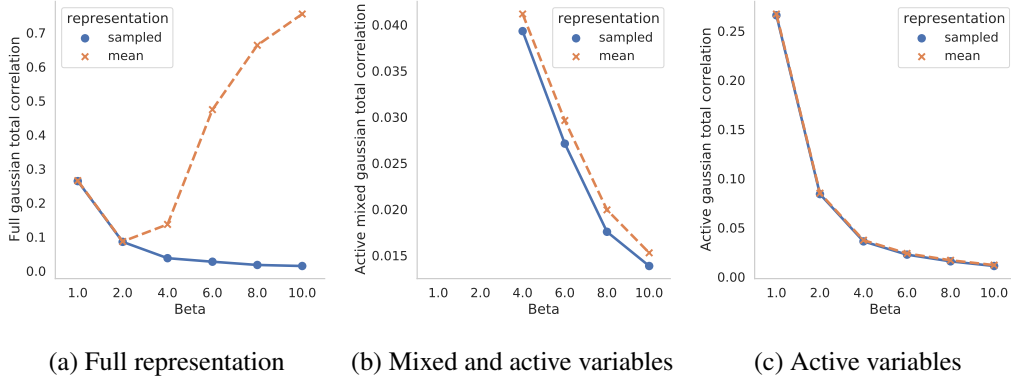 Full gaussian total correlation
0.7
0.6
0.5
0.4
0.3
0.2
0.1
0.0
representation
sampled
mean
1.0 2.0 4.0 6.0 8.0 10.0
Beta
(a) Full representation
Active mixed gaussian total correlation
0.040
0.035
0.030
0.025
0.020
0.015
representation
sampled
mean
1.0 2.0 4.0 6.0 8.0 10.0
Beta
(b) Mixed and active variables
Active gaussian total correlation
0.25
0.20
0.15
0.10
0.05
0.00
representation
sampled
mean
1.0 2.0 4.0 6.0 8.0 10.0
Beta
(c) Active variables